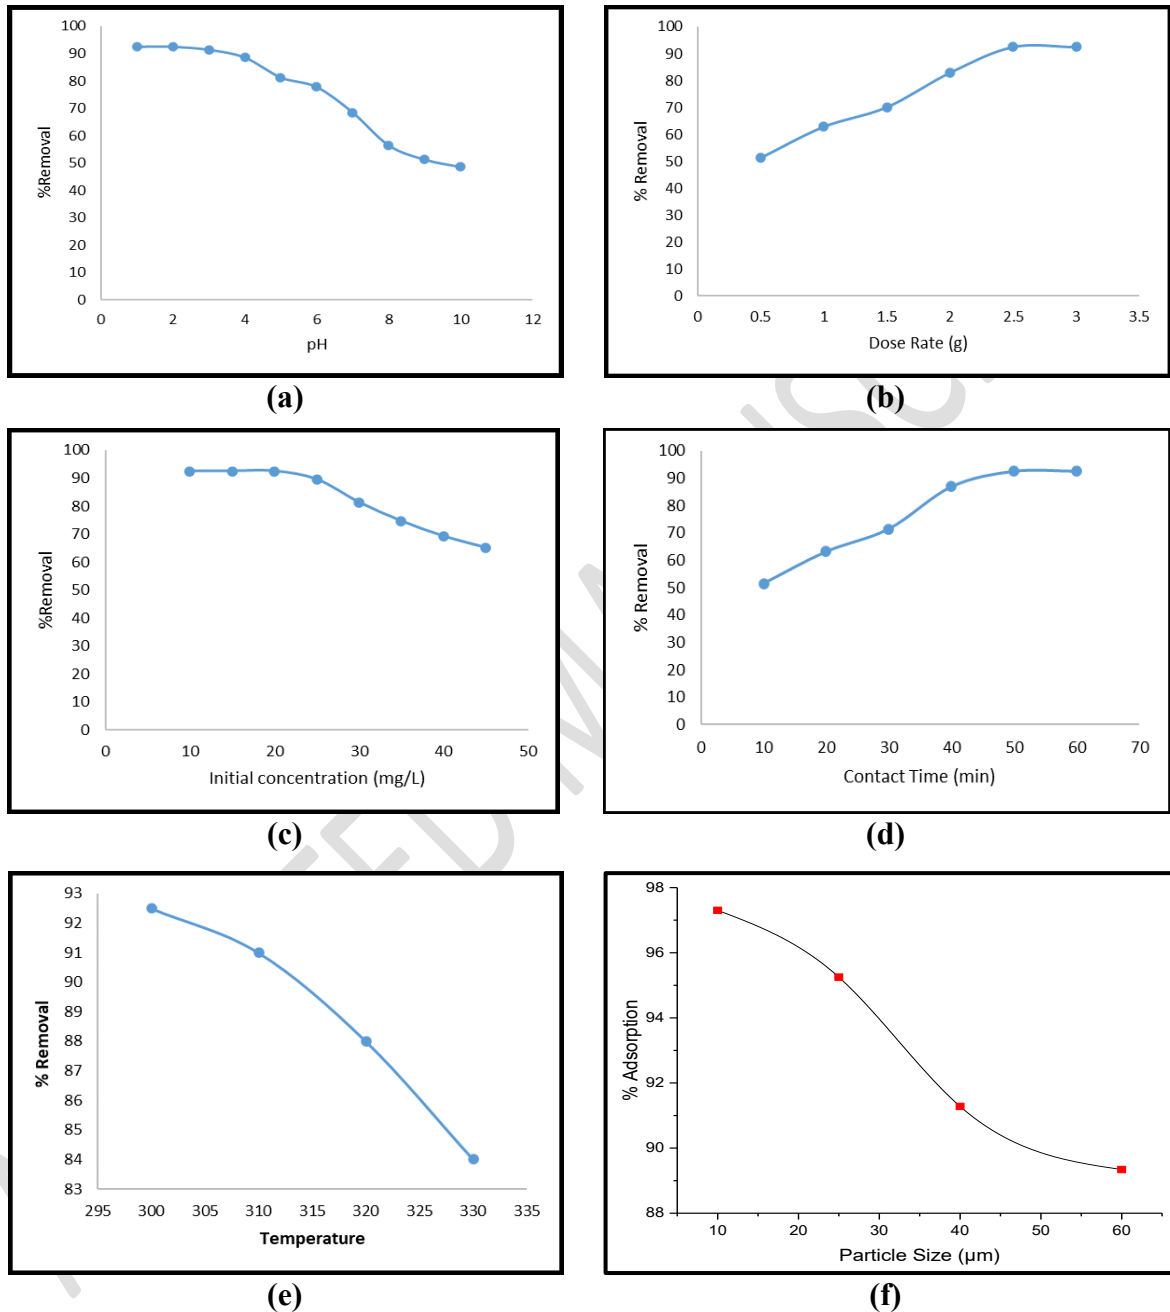 100
90
80
70
60
50
40
30
20
10
0
%Removal
0 2 4 6 8 10 12
pH
(a)
100
90
80
70
60
50
40
30
20
10
0
% Removal
0 0.5 1 1.5 2 2.5 3 3.5
Dose Rate (g)
(b)
100
90
80
70
60
50
40
30
20
10
0
%Removal
0 10 20 30 40 50
Initial concentration (mg/L)
(c)
100
90
80
70
60
50
40
30
20
10
0
% Removal
0 10 20 30 40 50 60 70
Contact Time (min)
(d)
93
92
91
90
89
88
87
86
85
84
83
% Removal
295 300 305 310 315 320 325 330 335
Temperature
(e)
98
96
94
92
90
88
% Adsorption
10 20 30 40 50 60
Particle Size (µm)
(f)